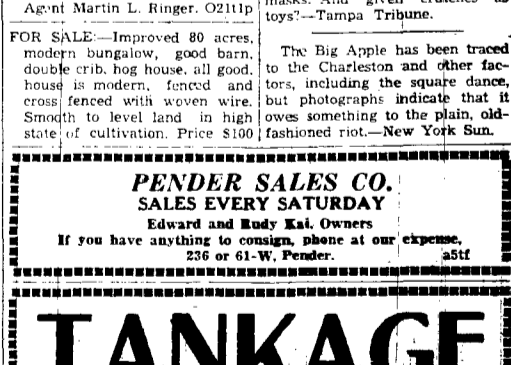 Agent Martin L. Ringer. O21t1p
FOR SALE:—Improved 80 acres,
modern bungalow, good barn,
double crib, hog house, all good.
house is modern, fenced and
cross fenced with woven wire.
Smooth to level land in high
state of cultivation. Price $100
masks. And given crutches as
toys?—Tampa Tribune.
The Big Apple has been traced
to the Charleston and other fac-
tors, including the square dance,
but photographs indicate that it
owes something to the plain, old-
fashioned riot.—New York Sun.
PENDER SALES CO.
SALES EVERY SATURDAY
Edward and Rudy Kai, Owners
If you have anything to consign, phone at our expense,
236 or 61-W, Pender. a5tf
TANKAGE